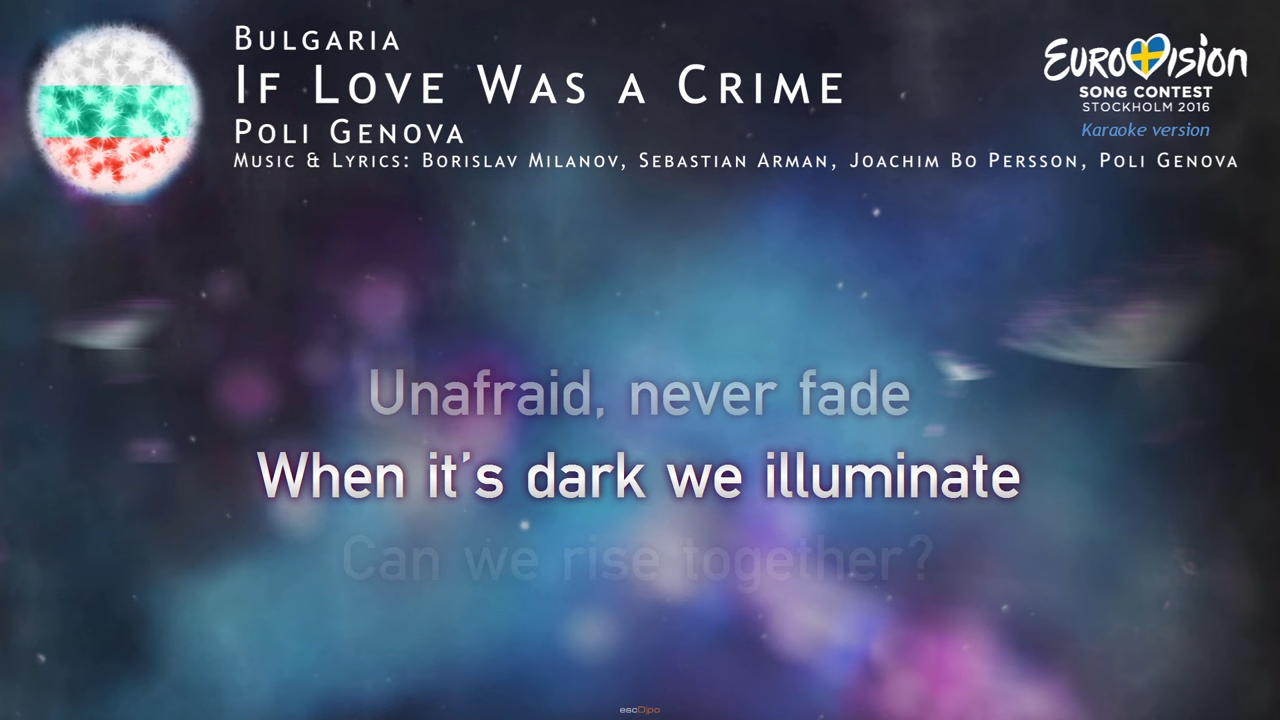 Bulgaria
If Love Was a Crime
Poli Genova
Music & Lyrics: Borislav Milanov, Sebastian Arman, Joachim Bo Persson, Poli Genova
EUROVISION
SONG CONTEST
STOCKHOLM 2016
Karaoke version
Unafraid, never fade
When it's dark we illuminate
Can we rise together?
escDjpo